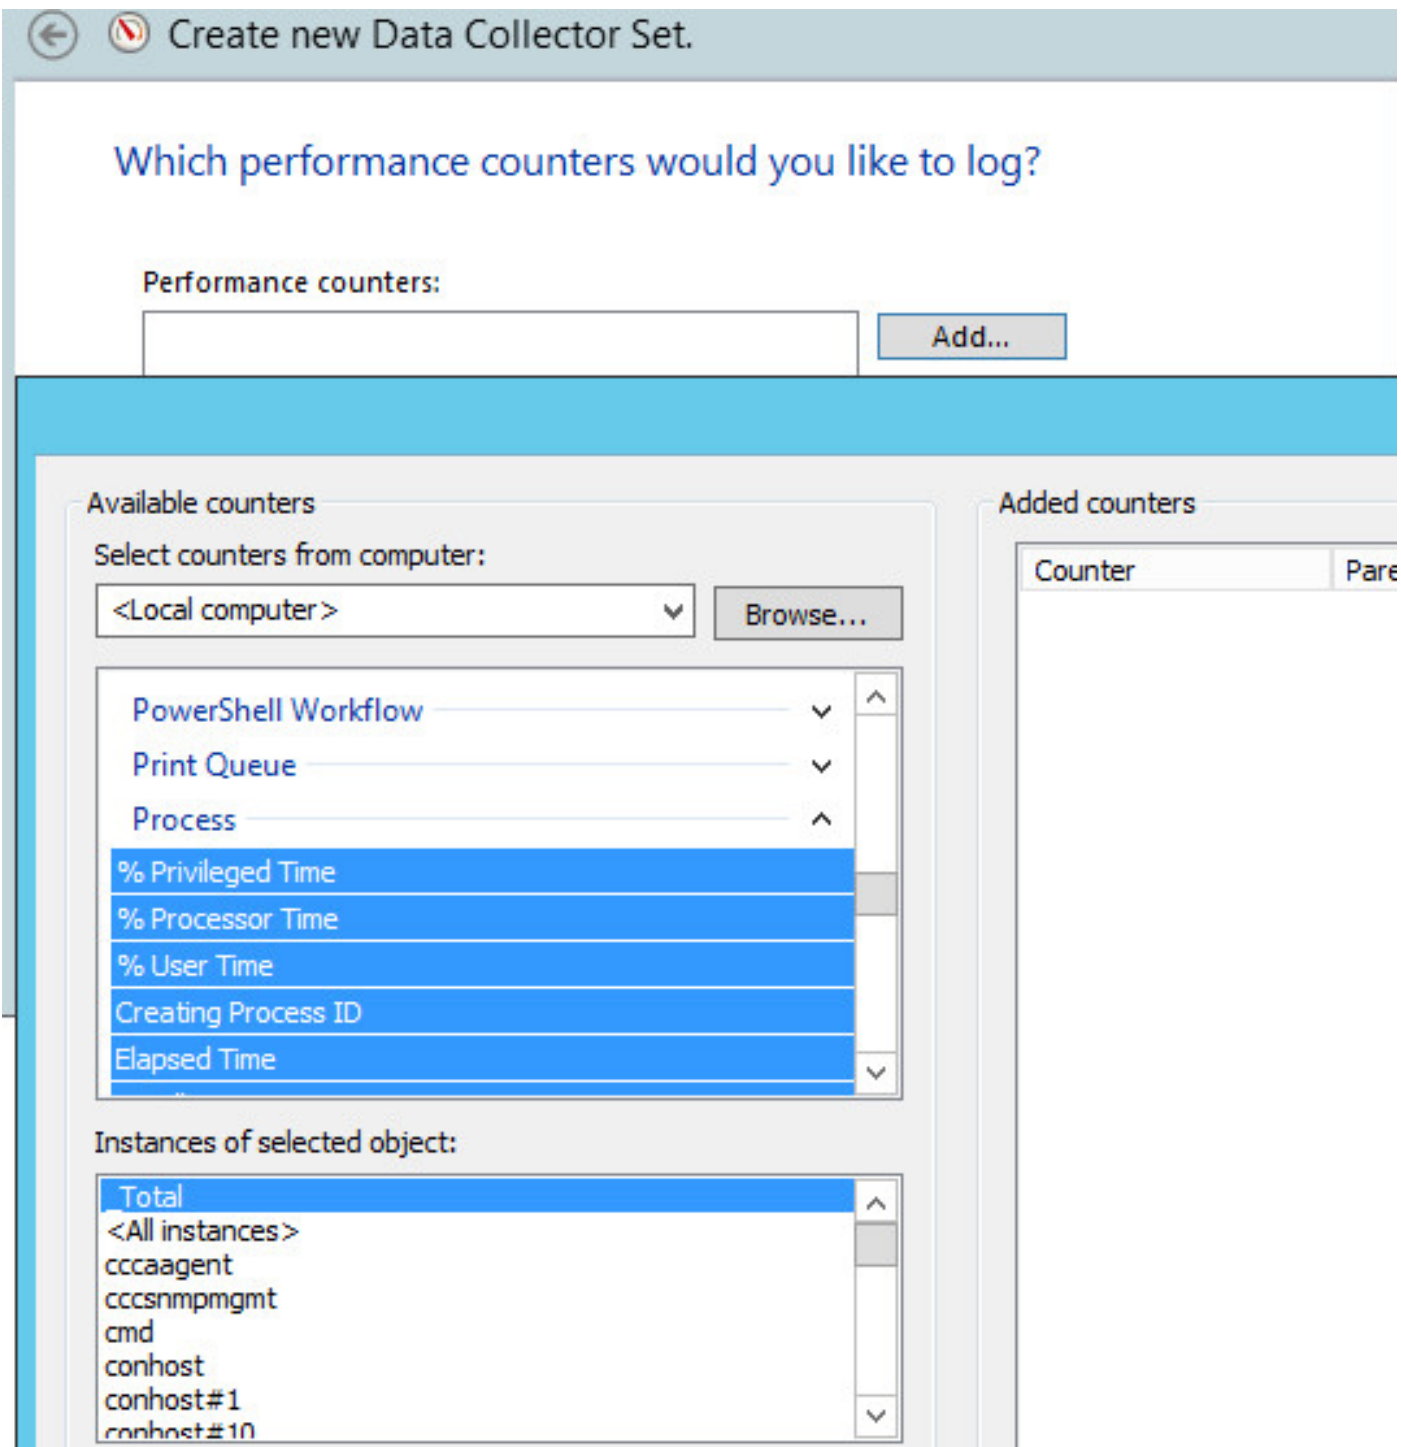 Create new Data Collector Set.
Which performance counters would you like to log?
Performance counters:
Add...
Available counters
Select counters from computer:
<Local computer>
Browse...
PowerShell Workflow
Print Queue
Process
% Privileged Time
% Processor Time
% User Time
Creating Process ID
Elapsed Time
Instances of selected object:
_Total
<All instances>
cccaagent
cccsnmpmgmt
cmd
conhost
conhost#1
conhost#10
Added counters
Counter
Pare